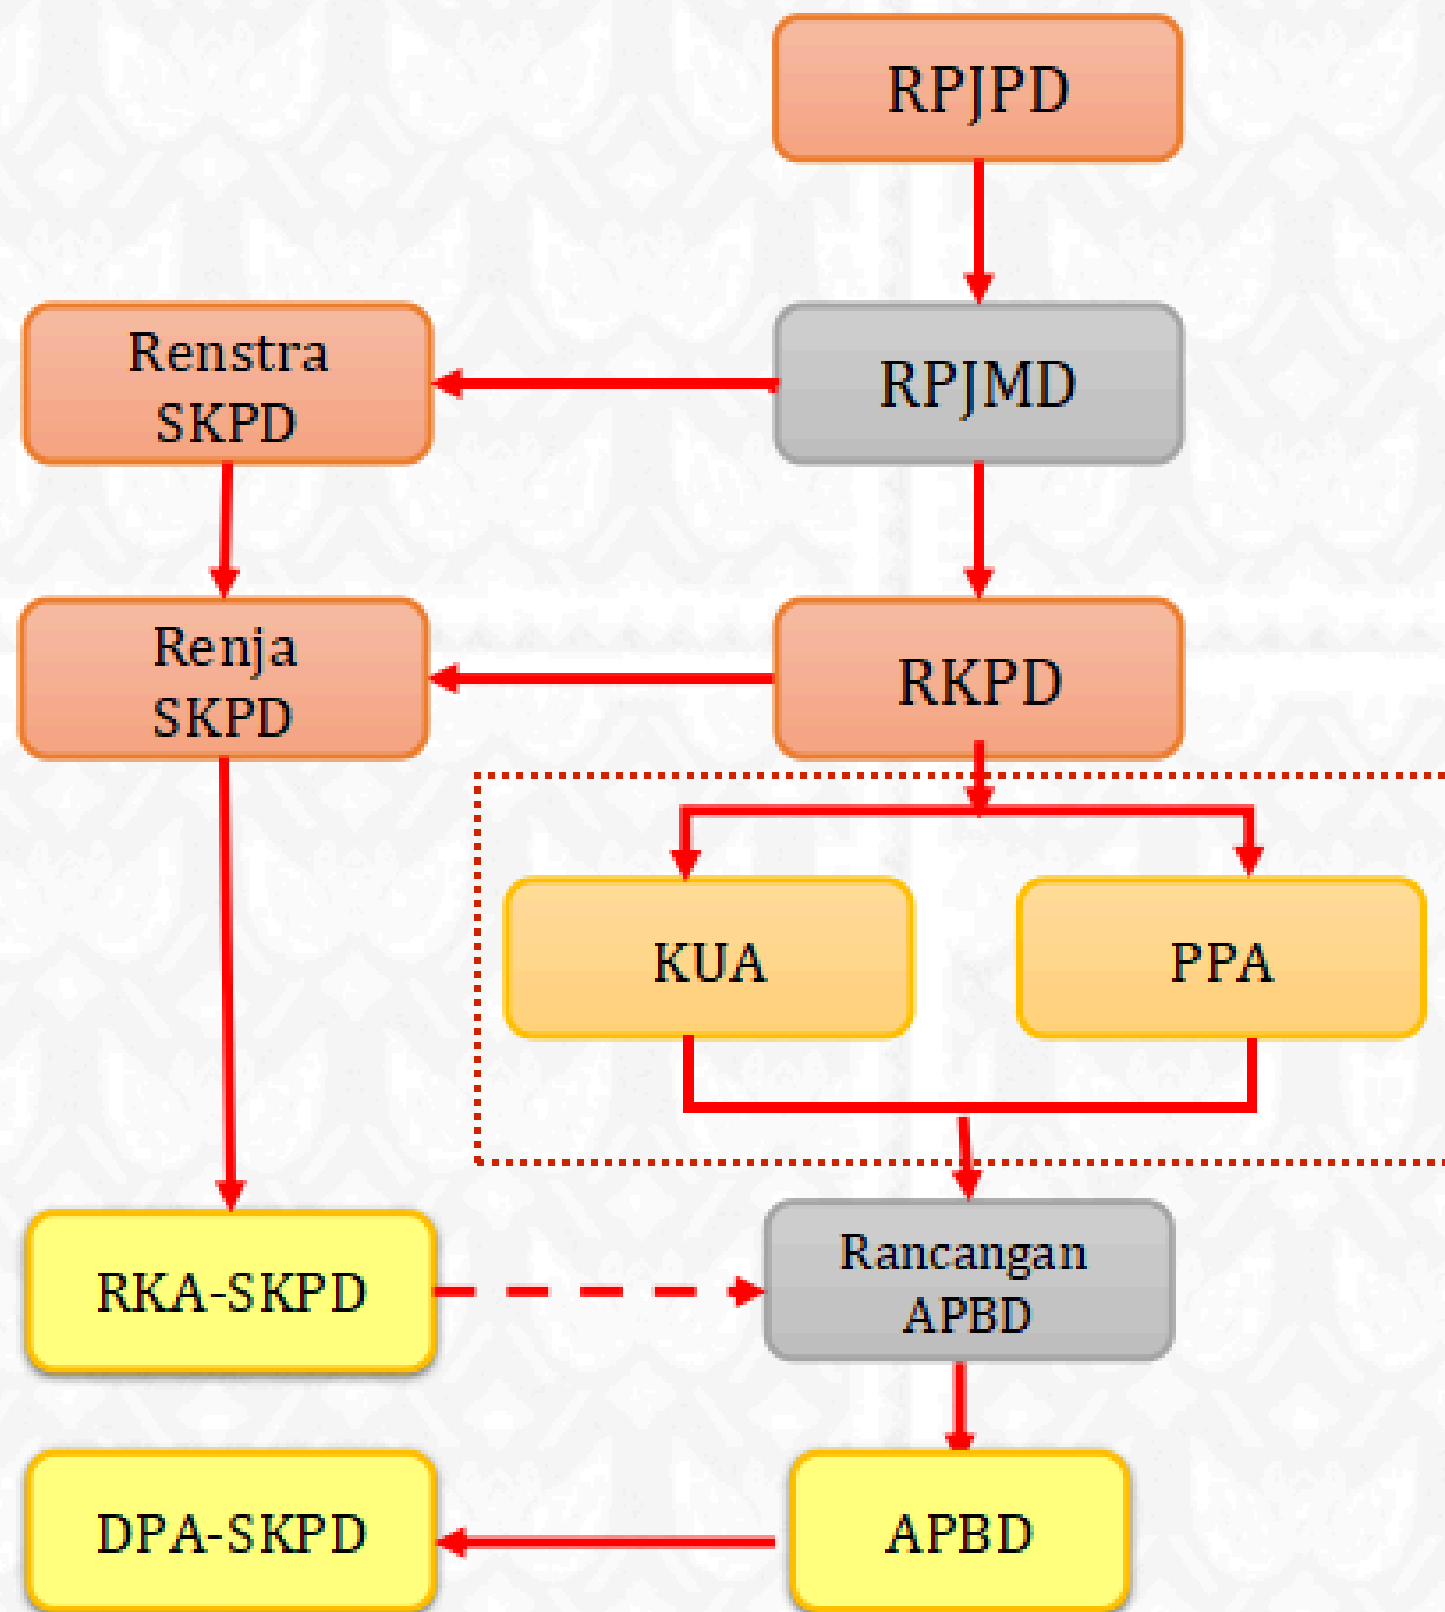 RPJPD
Renstra
SKPD
RPJMD
Renja
SKPD
RKPD
KUA
PPA
RKA-SKPD
Rancangan
APBD
DPA-SKPD
APBD